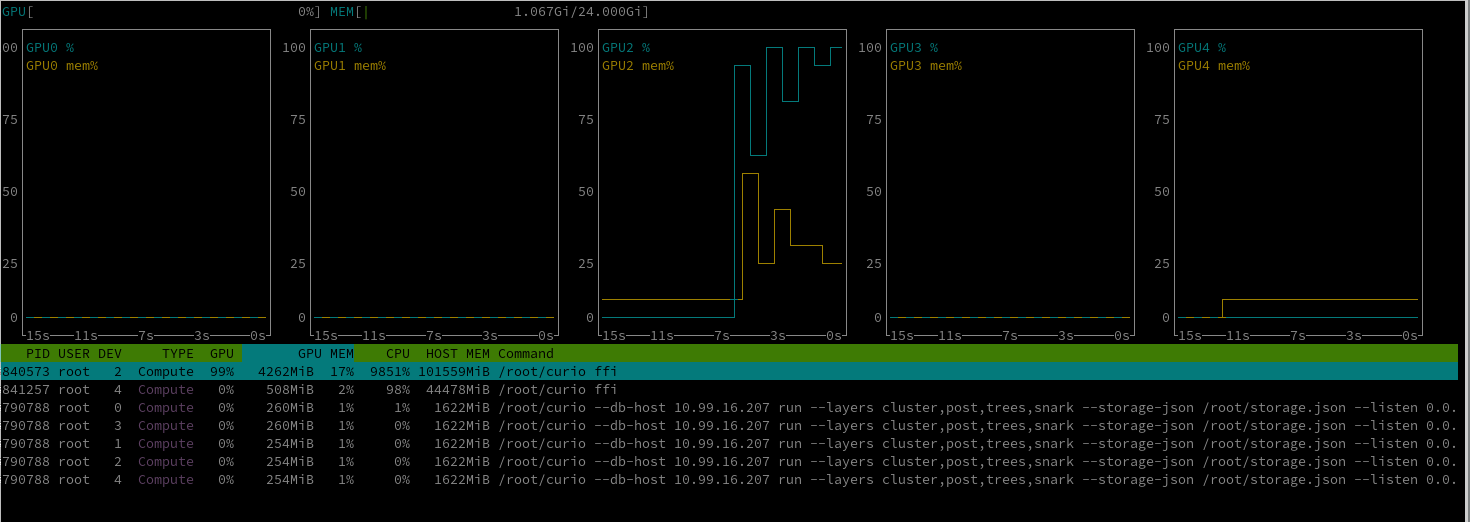 GPU[ 0%] MEM[| 1.067Gi/24.000Gi]
00 GPU0 % 100 GPU1 % 100 GPU2 % 100 GPU3 % 100 GPU4 %
GPU0 mem% GPU1 mem% GPU2 mem% GPU3 mem% GPU4 mem%
75 75 75 75 75
50 50 50 50 50
25 25 25 25 25
0 0 0 0 0
15s 11s 7s 3s 0s 15s 11s 7s 3s 0s 15s 11s 7s 3s 0s 15s 11s 7s 3s 0s 15s 11s 7s 3s 0s
PID USER DEV TYPE GPU GPU MEM CPU HOST MEM Command
840573 root 2 Compute 99% 4262MiB 17% 9851% 101559MiB /root/curio ffi
841257 root 4 Compute 0% 508MiB 2% 98% 44478MiB /root/curio ffi
790788 root 0 Compute 0% 260MiB 1% 1% 1622MiB /root/curio --db-host 10.99.16.207 run --layers cluster,post,trees,snark --storage-json /root/storage.json --listen 0.0.
790788 root 3 Compute 0% 260MiB 1% 0% 1622MiB /root/curio --db-host 10.99.16.207 run --layers cluster,post,trees,snark --storage-json /root/storage.json --listen 0.0.
790788 root 1 Compute 0% 254MiB 1% 0% 1622MiB /root/curio --db-host 10.99.16.207 run --layers cluster,post,trees,snark --storage-json /root/storage.json --listen 0.0.
790788 root 2 Compute 0% 254MiB 1% 0% 1622MiB /root/curio --db-host 10.99.16.207 run --layers cluster,post,trees,snark --storage-json /root/storage.json --listen 0.0.
790788 root 4 Compute 0% 254MiB 1% 0% 1622MiB /root/curio --db-host 10.99.16.207 run --layers cluster,post,trees,snark --storage-json /root/storage.json --listen 0.0.